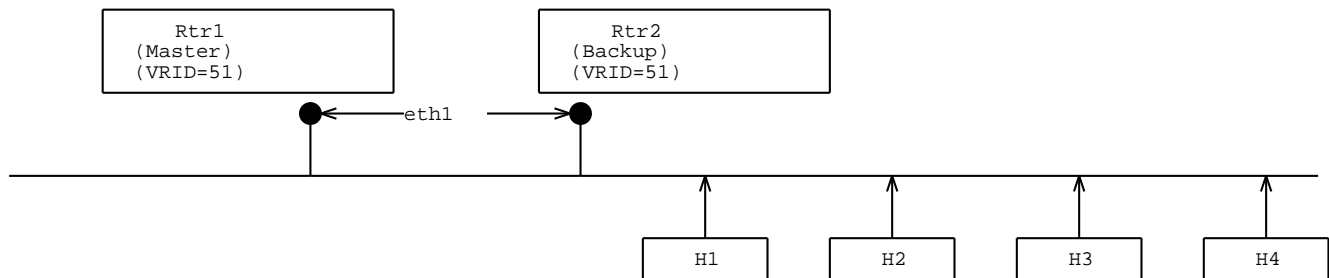 Rtr1
(Master)
(VRID=51)
Rtr2
(Backup)
(VRID=51)
eth1
H1
H2
H3
H4